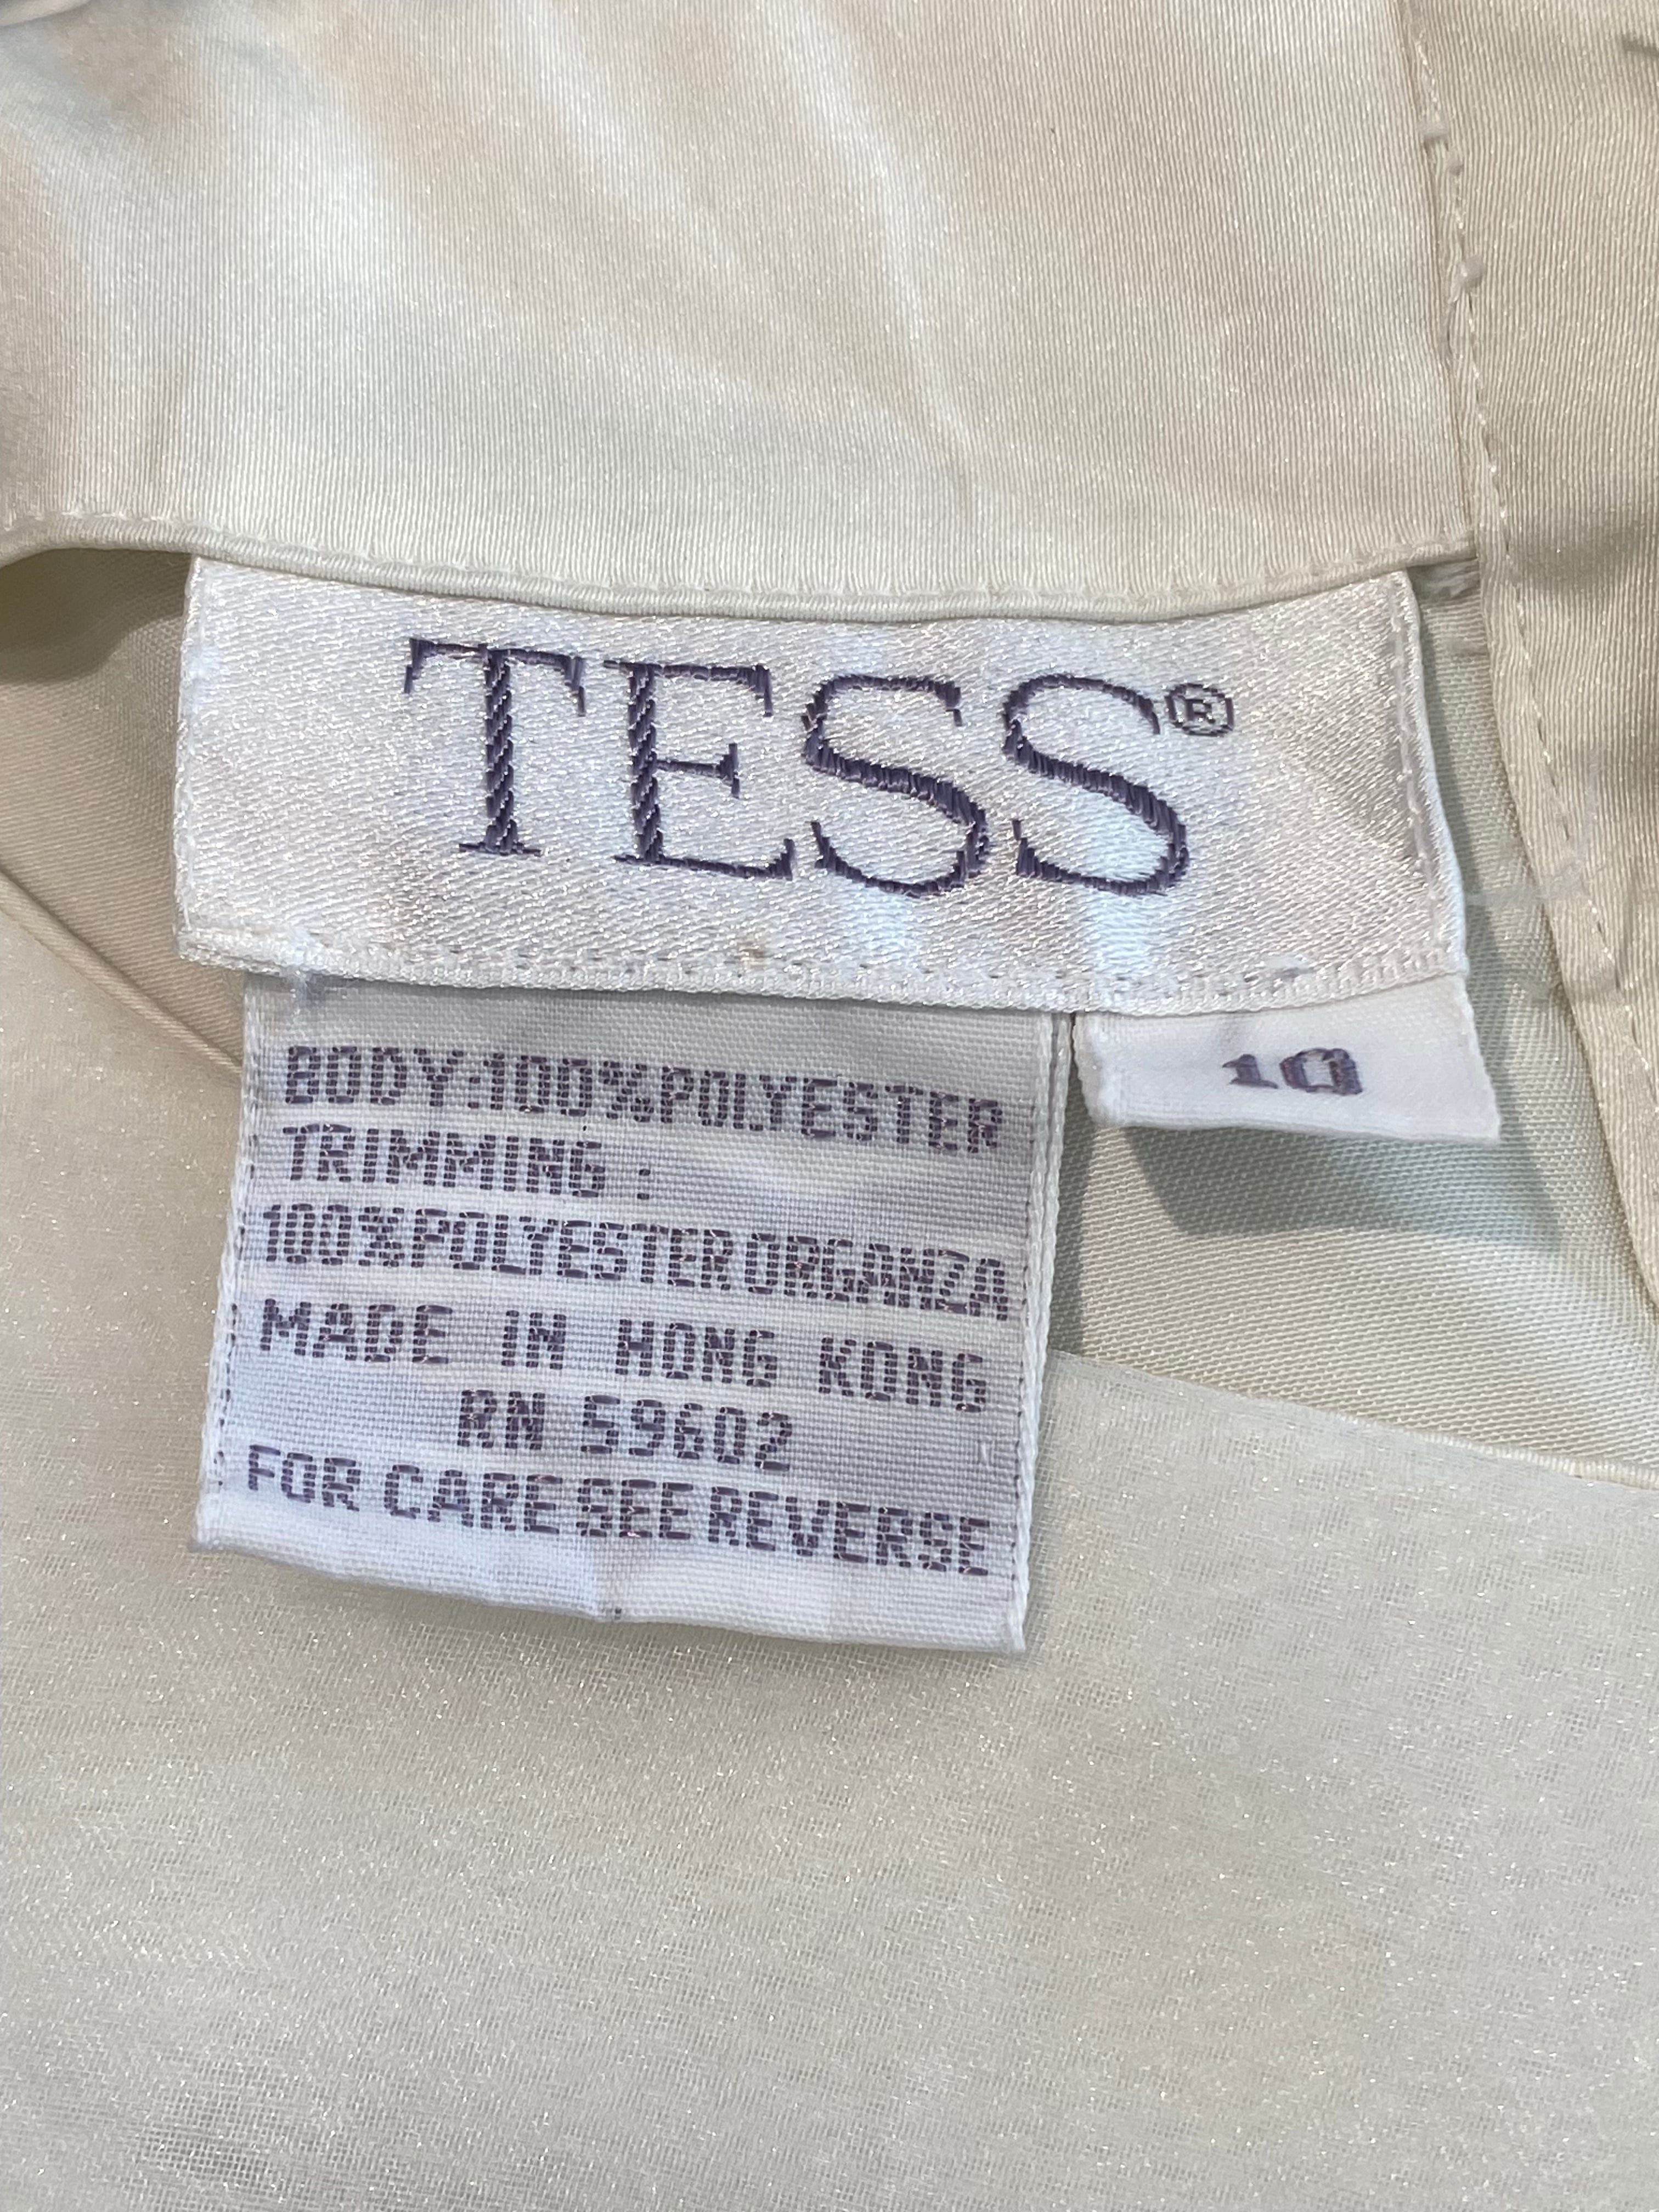 TESS®
10
BODY:100%POLYESTER
TRIMMING :
100%POLYESTER ORGANZA
MADE IN HONG KONG
RN 59602
FOR CARE SEE REVERSE